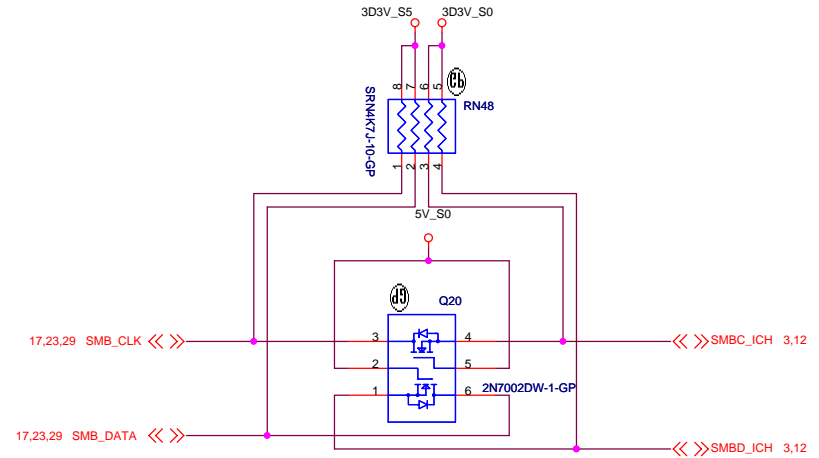 3D3V_S5 3D3V_S0
8 7 6 5
RN48
SRN4K7J-10-GP
1 2 3 4
5V_S0
Q20
17,23,29 SMB_CLK 3 4 SMBC_ICH 3,12
2 5
1 6 2N7002DW-1-GP
17,23,29 SMB_DATA
SMBD_ICH 3,12